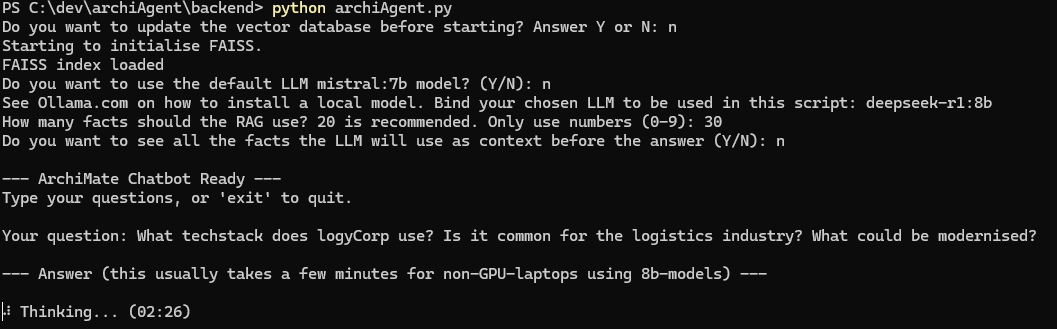 PS C:\dev\archiAgent\backend> python archiAgent.py
Do you want to update the vector database before starting? Answer Y or N: n
Starting to initialise FAISS.
FAISS index loaded
Do you want to use the default LLM mistral:7b model? (Y/N): n
See Ollama.com on how to install a local model. Bind your chosen LLM to be used in this script: deepseek-r1:8b
How many facts should the RAG use? 20 is recommended. Only use numbers (0-9): 30
Do you want to see all the facts the LLM will use as context before the answer (Y/N): n
--- ArchiMate Chatbot Ready ---
Type your questions, or 'exit' to quit.
Your question: What techstack does logyCorp use? Is it common for the logistics industry? What could be modernised?
--- Answer (this usually takes a few minutes for non-GPU-laptops using 8b-models) ---
Thinking... (02:26)